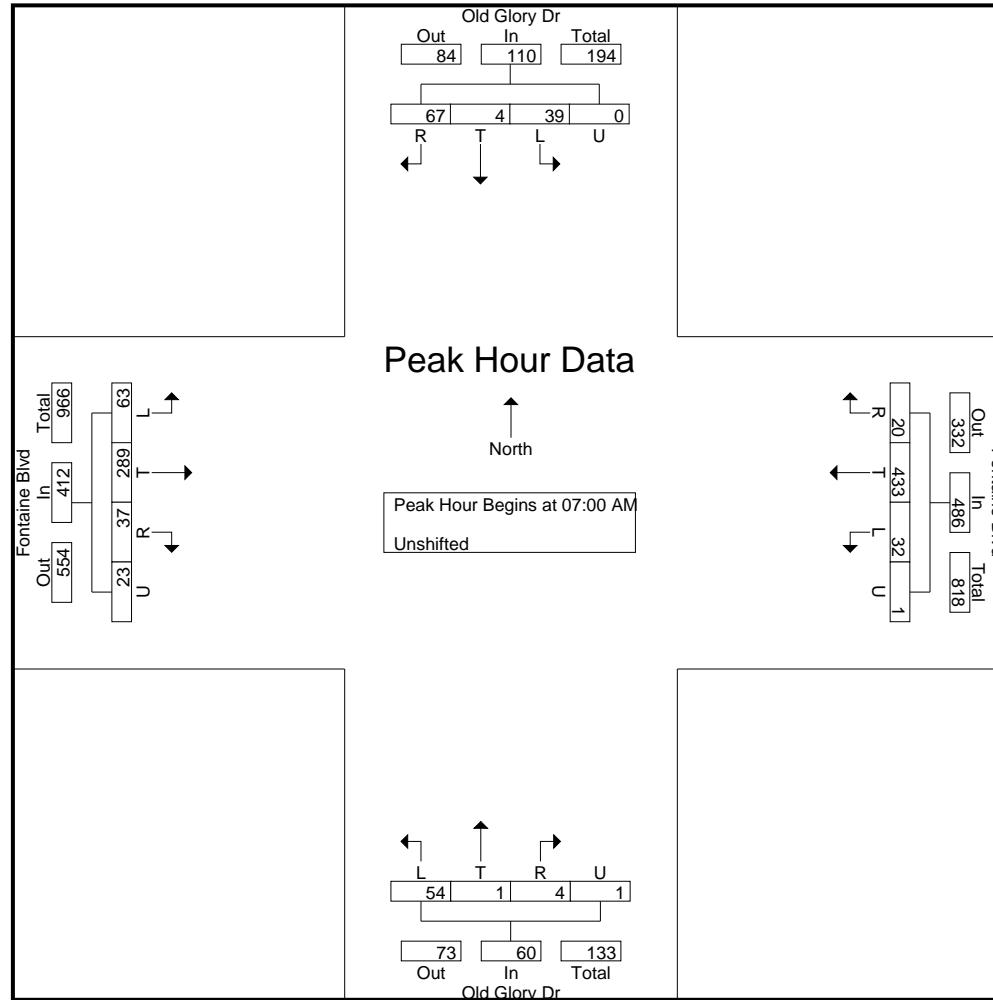 Old Glory Dr
Out In Total
84 110 194
67 4 39 0
R T L U
Peak Hour Data
North
Peak Hour Begins at 07:00 AM
Unshifted
Fontaine Blvd
Total In Out
966 412 554
63 289 37 23
L T R U
R T L U
20 433 32 1
Out In Total
332 486 818
L T R U
54 1 4 1
73 60 133
Out In Total
Old Glory Dr